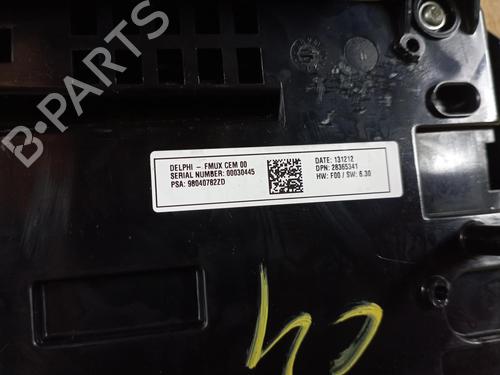 DELPHI - FMUX CEM 00
SERIAL NUMBER: 00030445
PSA: 98040782ZD
DATE: 131212
DPN: 28365341
HW: F00 / SW: 6.30
C4
B-PARTS